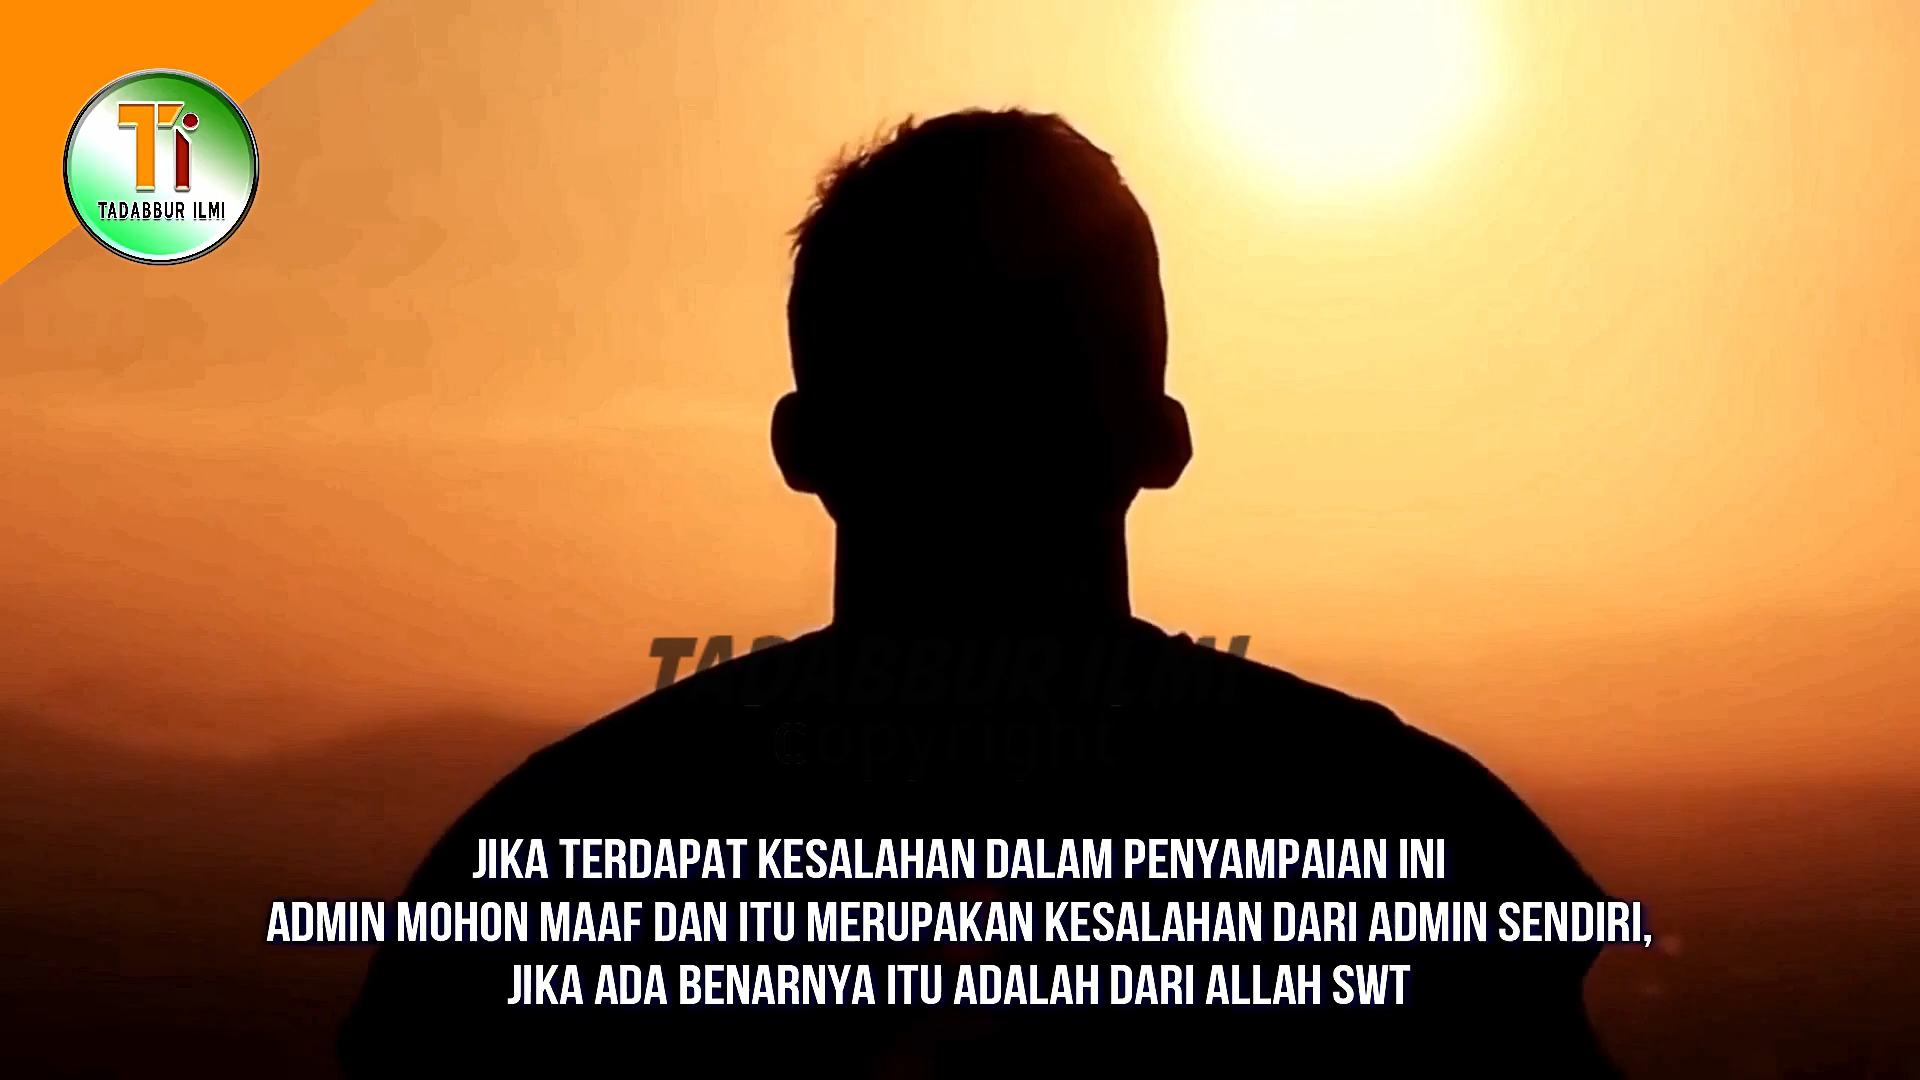 Ti
TADABBUR ILMI
TADABBUR ILMI
Copyright
JIKA TERDAPAT KESALAHAN DALAM PENYAMPAIAN INI
ADMIN MOHON MAAF DAN ITU MERUPAKAN KESALAHAN DARI ADMIN SENDIRI,
JIKA ADA BENARNYA ITU ADALAH DARI ALLAH SWT